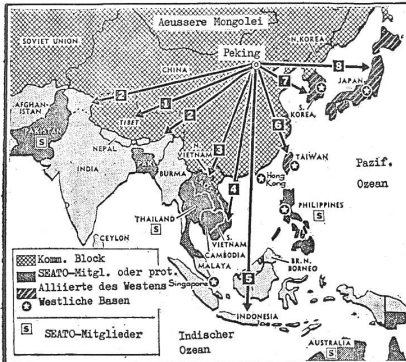 Aeussere Mongolei
SOVIET UNION
Peking
N. KOREA
CHINA
8
7
JAPAN
2
1
2
AFGHAN-
ISTAN
TIBET
S. KOREA
6
PAKISTAN
S
NEPAL
3
TAIWAN
N.
VIETNAM
Pazif.
Ozean
INDIA
PAK.
BURMA
4
Hong
Kong
THAILAND
S
PHILIPPINES
S
CEYLON
S.
VIETNAM
CAMBODIA
MALAYA
BR. N.
BORNEO
Singapore
5
INDONESIA
Komm. Block
SEATO-Mitgl. oder prot.
Alliierte des Westens
Westliche Basen
S SEATO-Mitglieder
Indischer
Ozean
AUSTRALIA
S